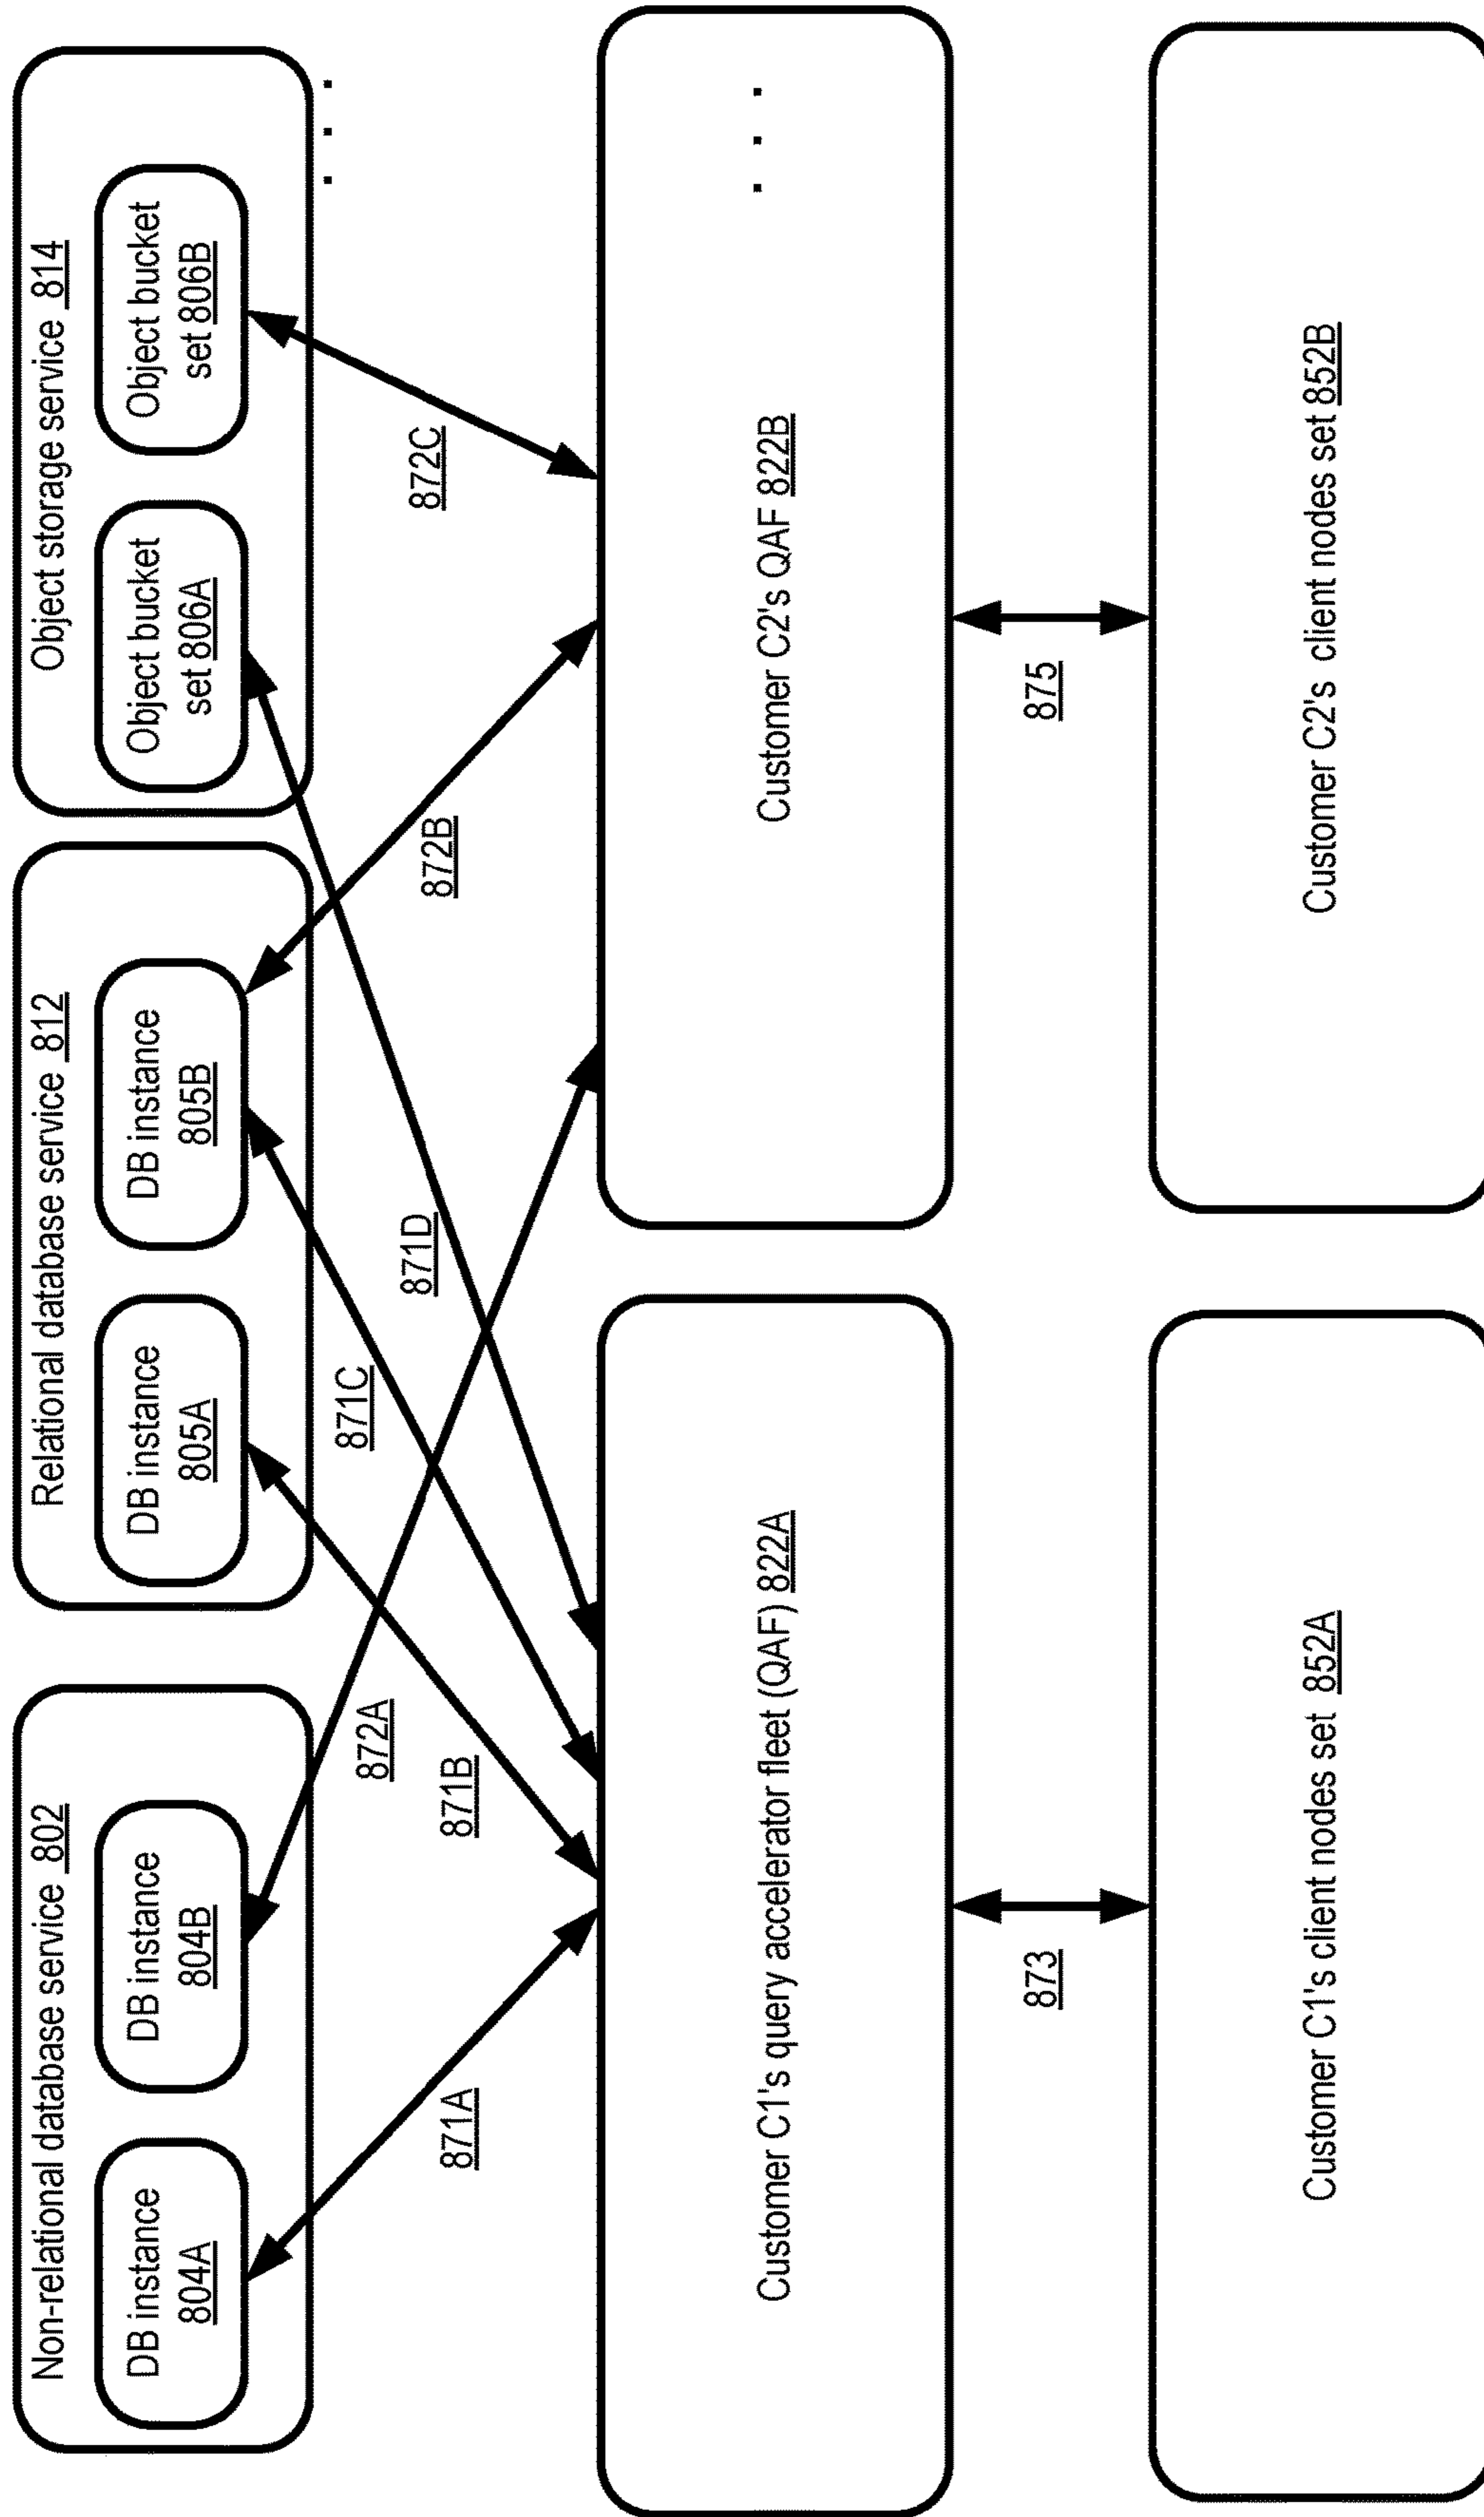 Non-relational database service 802
DB instance
804A
DB instance
804B
Relational database service 812
DB instance
805A
DB instance
805B
Object storage service 814
Object bucket
set 806A
Object bucket
set 806B
. . .
871A
871B
872A
871C
871D
872B
872C
Customer C1's query accelerator fleet (QAF) 822A
Customer C2's QAF 822B
. . .
873
875
Customer C1's client nodes set 852A
Customer C2's client nodes set 852B